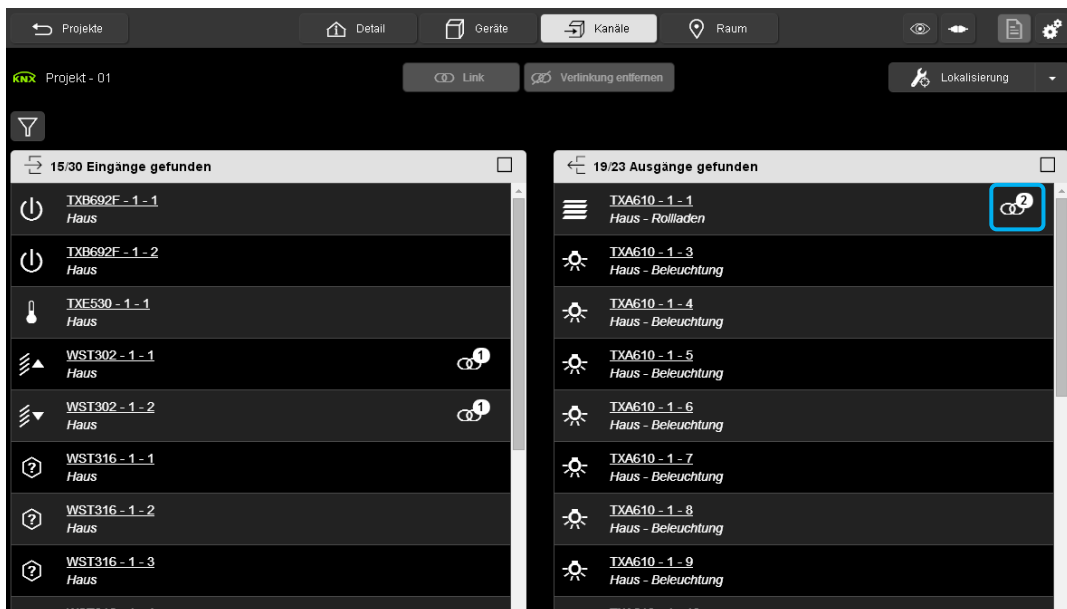 Projekte
Detail
Geräte
Kanäle
Raum
KNX Projekt - 01
Link
Verlinkung entfernen
Lokalisierung
15/30 Eingänge gefunden
TXB692F - 1 - 1
Haus
TXB692F - 1 - 2
Haus
TXE530 - 1 - 1
Haus
WST302 - 1 - 1
Haus
1
WST302 - 1 - 2
Haus
1
WST316 - 1 - 1
Haus
WST316 - 1 - 2
Haus
WST316 - 1 - 3
Haus
19/23 Ausgänge gefunden
TXA610 - 1 - 1
Haus - Rollladen
2
TXA610 - 1 - 3
Haus - Beleuchtung
TXA610 - 1 - 4
Haus - Beleuchtung
TXA610 - 1 - 5
Haus - Beleuchtung
TXA610 - 1 - 6
Haus - Beleuchtung
TXA610 - 1 - 7
Haus - Beleuchtung
TXA610 - 1 - 8
Haus - Beleuchtung
TXA610 - 1 - 9
Haus - Beleuchtung